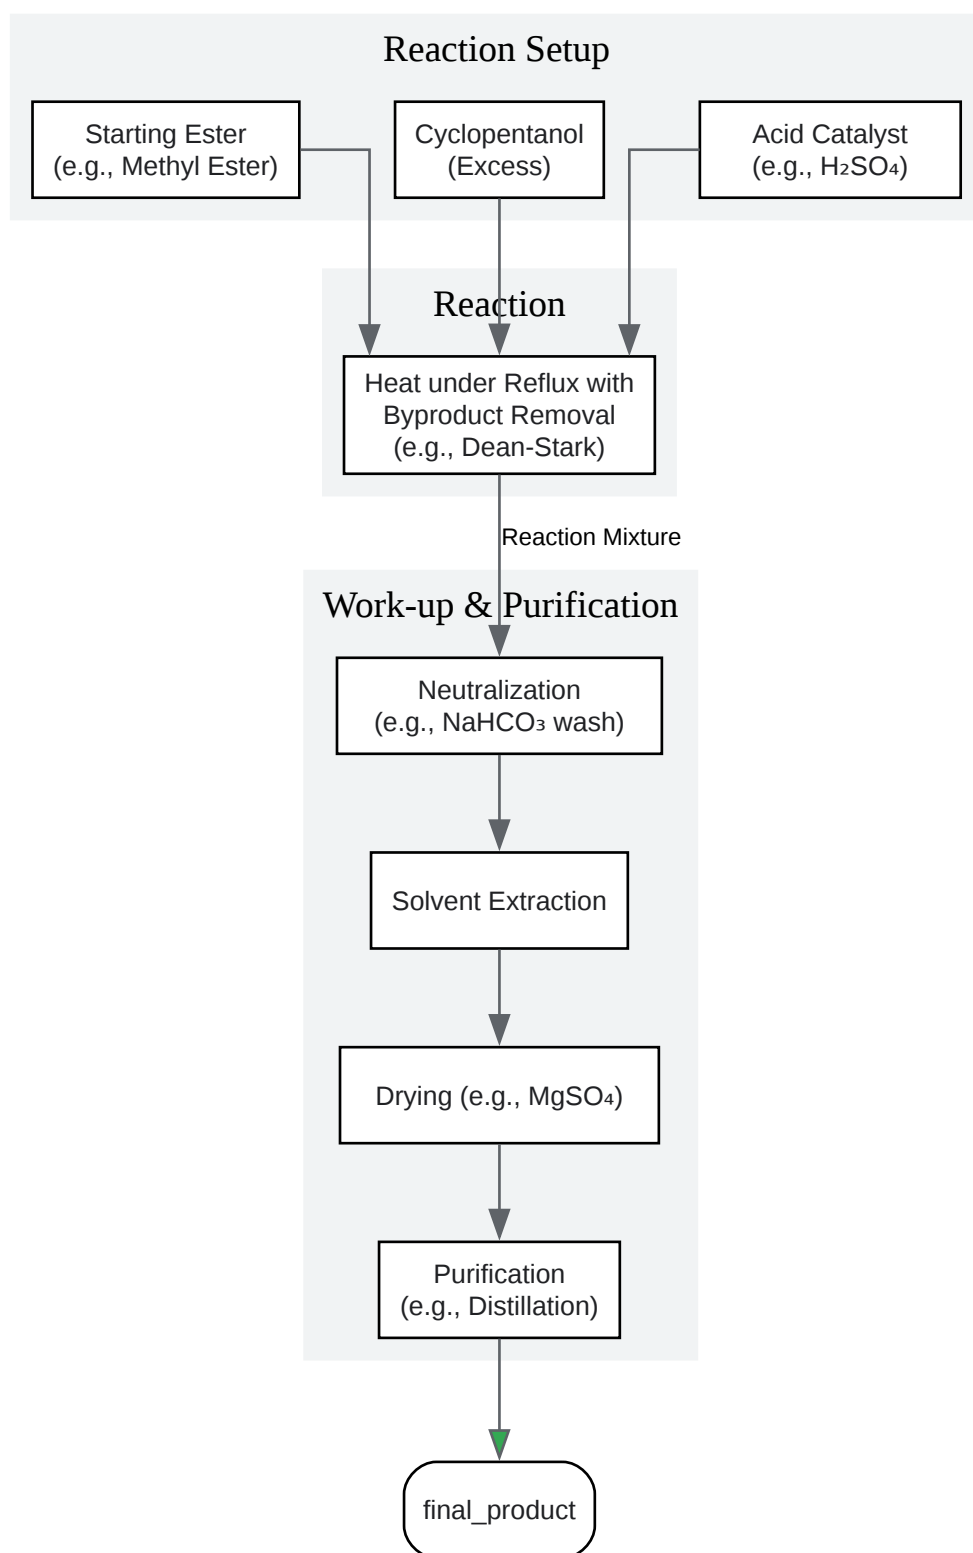 Reaction Setup
Starting Ester
(e.g., Methyl Ester)
Cyclopentanol
(Excess)
Acid Catalyst
(e.g., H₂SO₄)
Reaction
Heat under Reflux with
Byproduct Removal
(e.g., Dean-Stark)
Reaction Mixture
Work-up & Purification
Neutralization
(e.g., NaHCO₃ wash)
Solvent Extraction
Drying (e.g., MgSO₄)
Purification
(e.g., Distillation)
final_product